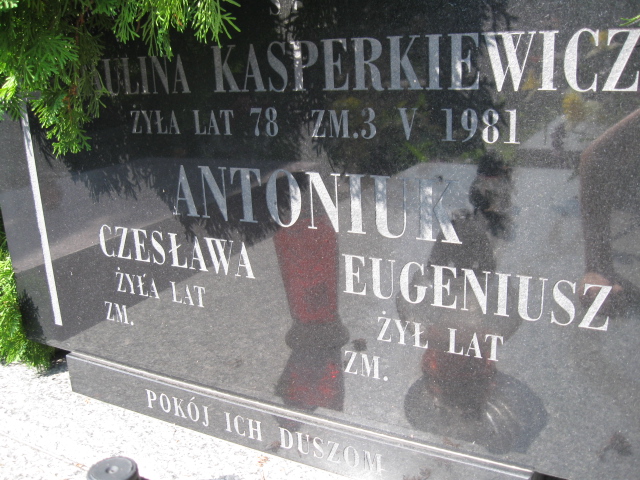 PAULINA KASPERKIEWICZ
ŻYŁA LAT 78 ZM.3 V 1981
ANTONIUK
CZESŁAWA EUGENIUSZ
ŻYŁA LAT ŻYŁ LAT
ZM. ZM.
POKÓJ ICH DUSZOM